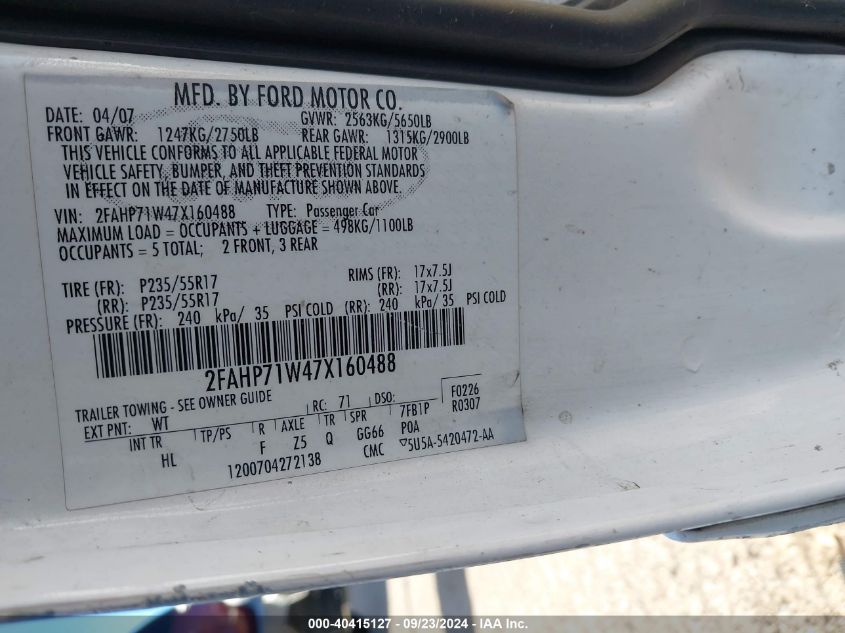 MFD. BY FORD MOTOR CO.
DATE: 04/07 GVWR: 2563KG/5650LB
FRONT GAWR: 1247KG/2750LB REAR GAWR: 1315KG/2900LB
THIS VEHICLE CONFORMS TO ALL APPLICABLE FEDERAL MOTOR
VEHICLE SAFETY, BUMPER, AND THEFT PREVENTION STANDARDS
IN EFFECT ON THE DATE OF MANUFACTURE SHOWN ABOVE.
VIN: 2FAHP71W47X160488 TYPE: Passenger Car
MAXIMUM LOAD = OCCUPANTS + LUGGAGE = 498KG/1100LB
OCCUPANTS = 5 TOTAL; 2 FRONT, 3 REAR
TIRE (FR): P235/55R17 RIMS (FR): 17x7.5J
(RR): P235/55R17 (RR): 17x7.5J
PRESSURE (FR): 240 kPa/ 35 PSI COLD (RR): 240 kPa/ 35 PSI COLD
2FAHP71W47X160488
TRAILER TOWING - SEE OWNER GUIDE
EXT PNT: WT RC: 71 DSO: F0226
INT TR TP/PS R AXLE TR SPR 7FB1P R0307
HL F Z5 Q GG66 POA
1200704272138 CMC 5U5A-5420472-AA
000-40415127 - 09/23/2024 - IAA Inc.